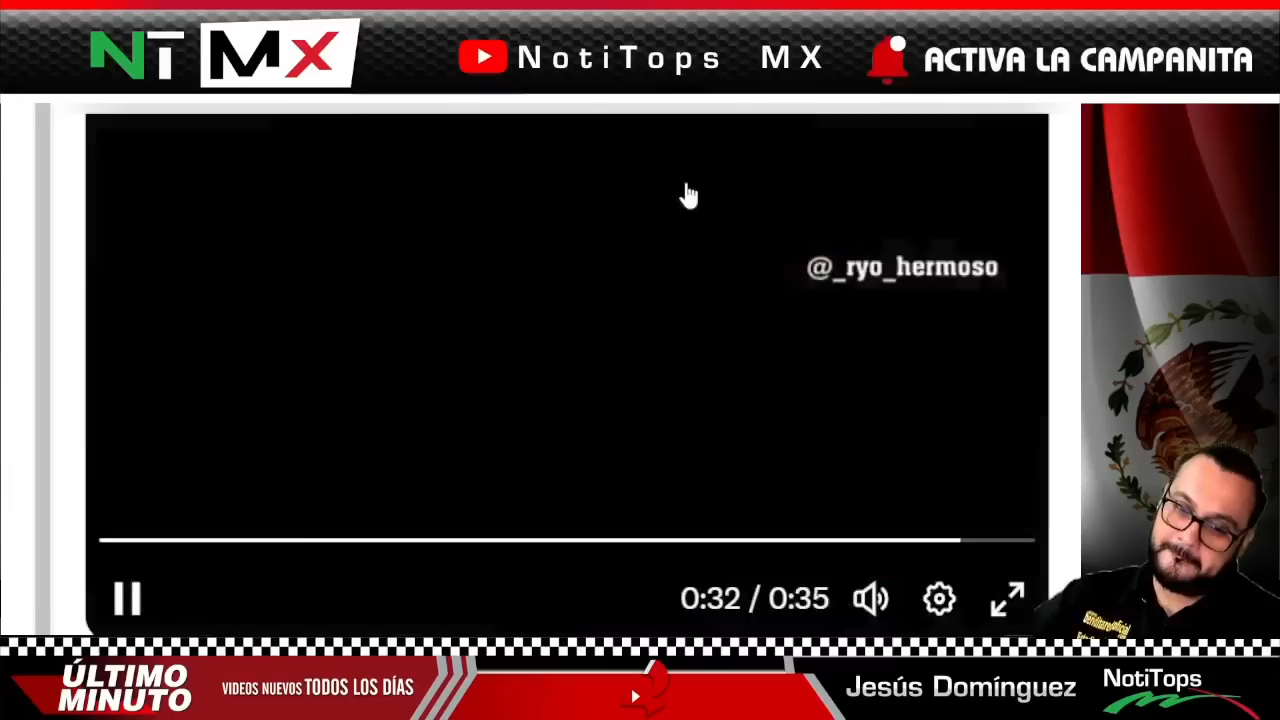 NT MX
NotiTops MX
ACTIVA LA CAMPANITA
@_ryo_hermoso
0:32 / 0:35
ÚLTIMO
MINUTO
VIDEOS NUEVOS TODOS LOS DÍAS
Jesús Domínguez
NotiTops